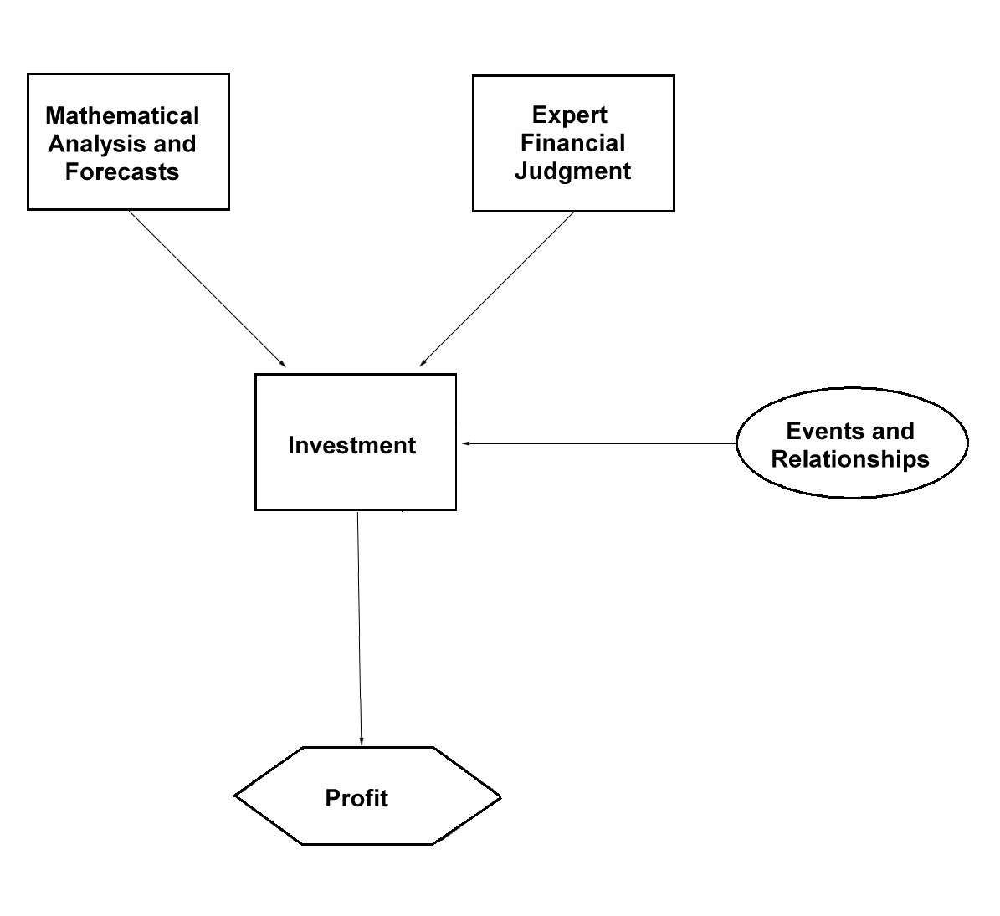 Mathematical
Analysis and
Forecasts
Expert
Financial
Judgment
Investment
Events and
Relationships
Profit